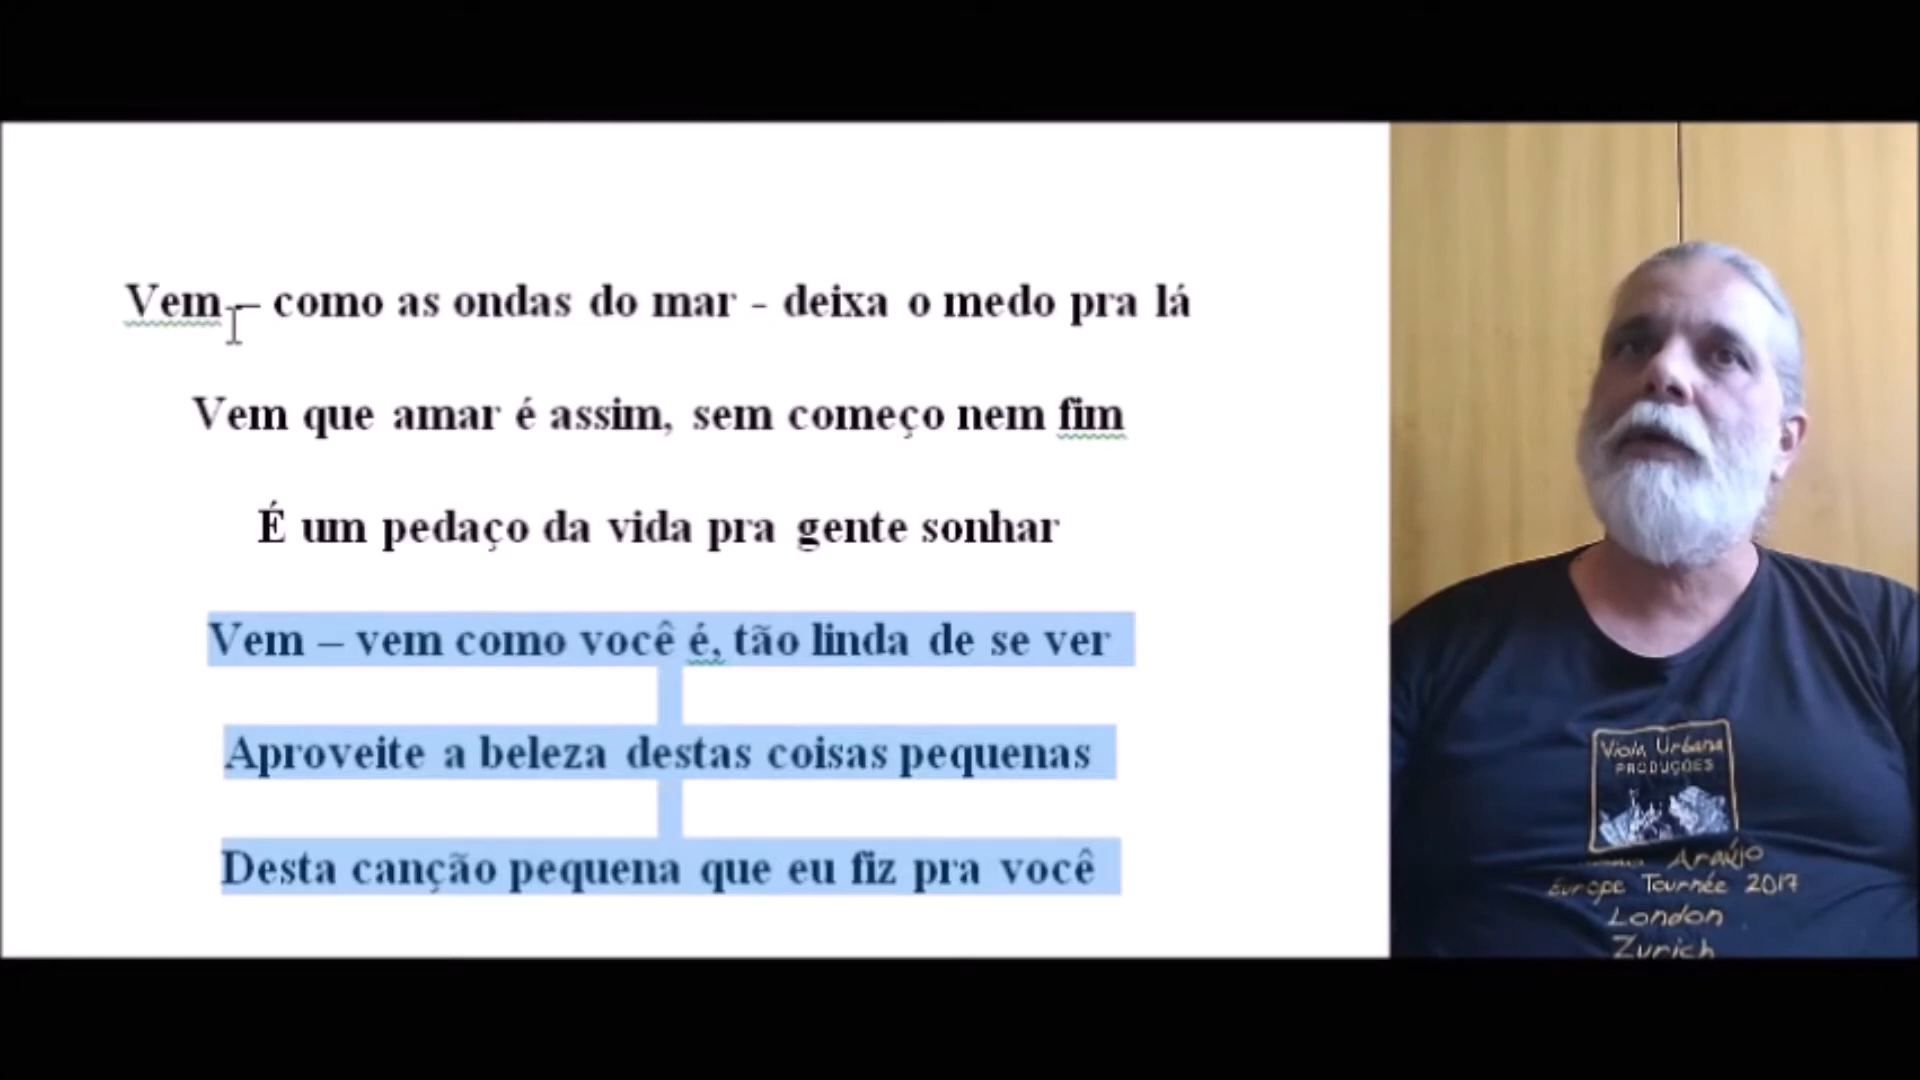 Vem – como as ondas do mar - deixa o medo pra lá
Vem que amar é assim, sem começo nem fim
É um pedaço da vida pra gente sonhar
Vem – vem como você é, tão linda de se ver
Aproveite a beleza destas coisas pequenas
Desta canção pequena que eu fiz pra você
Viola Urbana
PRODUÇÕES
Araújo
Europe Tournée 2017
London
Zurich